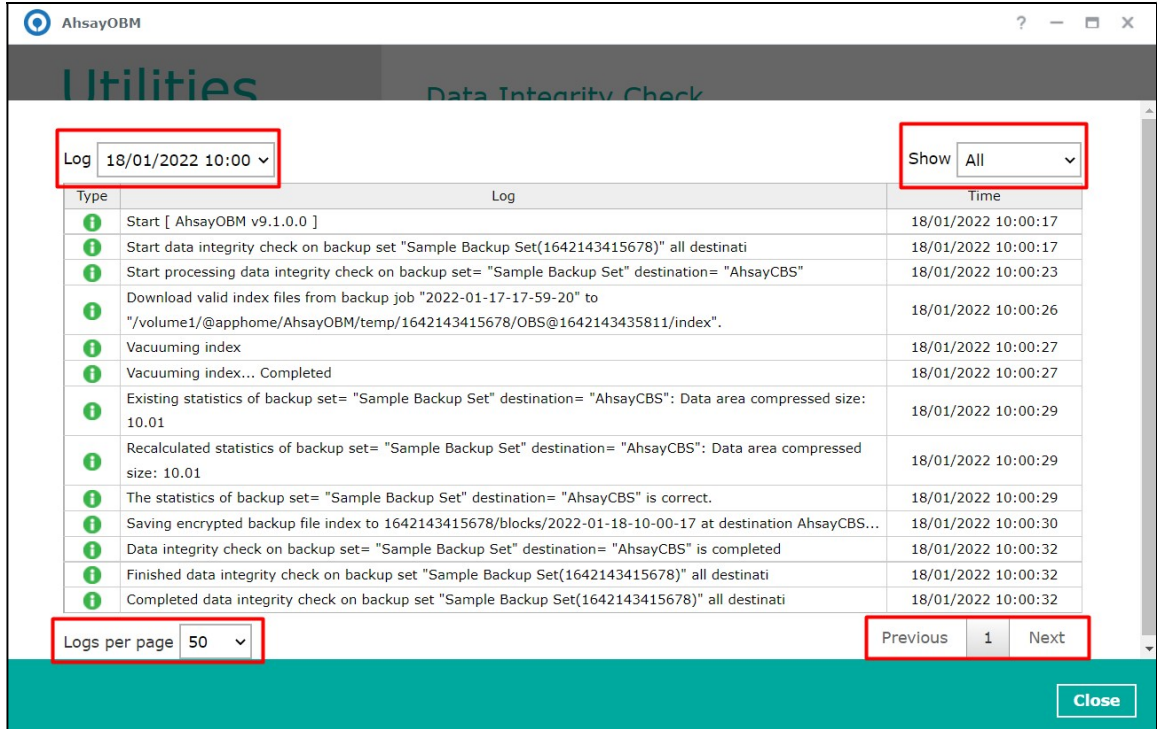 AhsayOBM
Utilities
Data Integrity Check
Log 18/01/2022 10:00
Show All
Type Log Time
Start [ AhsayOBM v9.1.0.0 ] 18/01/2022 10:00:17
Start data integrity check on backup set "Sample Backup Set(1642143415678)" all destinati 18/01/2022 10:00:17
Start processing data integrity check on backup set= "Sample Backup Set" destination= "AhsayCBS" 18/01/2022 10:00:23
Download valid index files from backup job "2022-01-17-17-59-20" to
"/volume1/@apphome/AhsayOBM/temp/1642143415678/OBS@1642143435811/index". 18/01/2022 10:00:26
Vacuuming index 18/01/2022 10:00:27
Vacuuming index... Completed 18/01/2022 10:00:27
Existing statistics of backup set= "Sample Backup Set" destination= "AhsayCBS": Data area compressed size:
10.01 18/01/2022 10:00:29
Recalculated statistics of backup set= "Sample Backup Set" destination= "AhsayCBS": Data area compressed
size: 10.01 18/01/2022 10:00:29
The statistics of backup set= "Sample Backup Set" destination= "AhsayCBS" is correct. 18/01/2022 10:00:29
Saving encrypted backup file index to 1642143415678/blocks/2022-01-18-10-00-17 at destination AhsayCBS... 18/01/2022 10:00:30
Data integrity check on backup set= "Sample Backup Set" destination= "AhsayCBS" is completed 18/01/2022 10:00:32
Finished data integrity check on backup set "Sample Backup Set(1642143415678)" all destinati 18/01/2022 10:00:32
Completed data integrity check on backup set "Sample Backup Set(1642143415678)" all destinati 18/01/2022 10:00:32
Logs per page 50
Previous 1 Next
Close